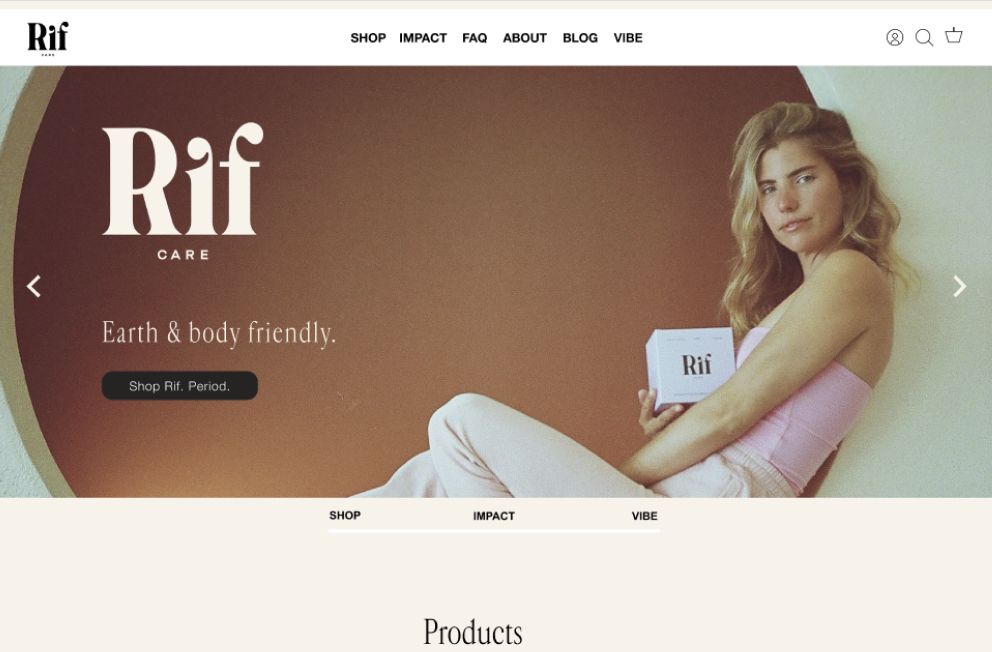 Rif
CARE
SHOP IMPACT FAQ ABOUT BLOG VIBE
Rif
CARE
Earth & body friendly.
Shop Rif. Period.
Rif
SHOP IMPACT VIBE
Products